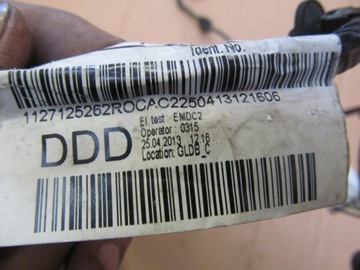 Ident. No.
1127125262ROCAC2250413121606
DDD
El.test : EMDC2
Operator : 0315
25.04.2013 12:16
Location: GLDB_C